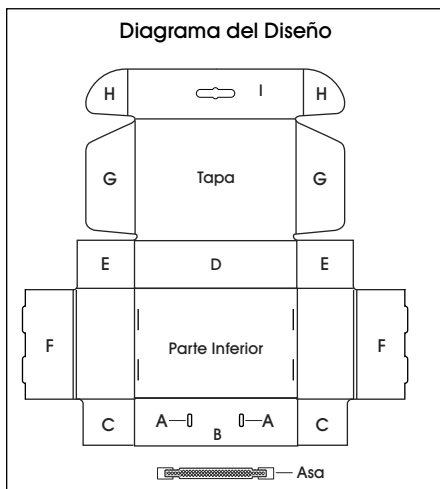 Diagrama del Diseño
H I H
G Tapa G
E D E
F Parte Inferior F
C A A C
B
Asa